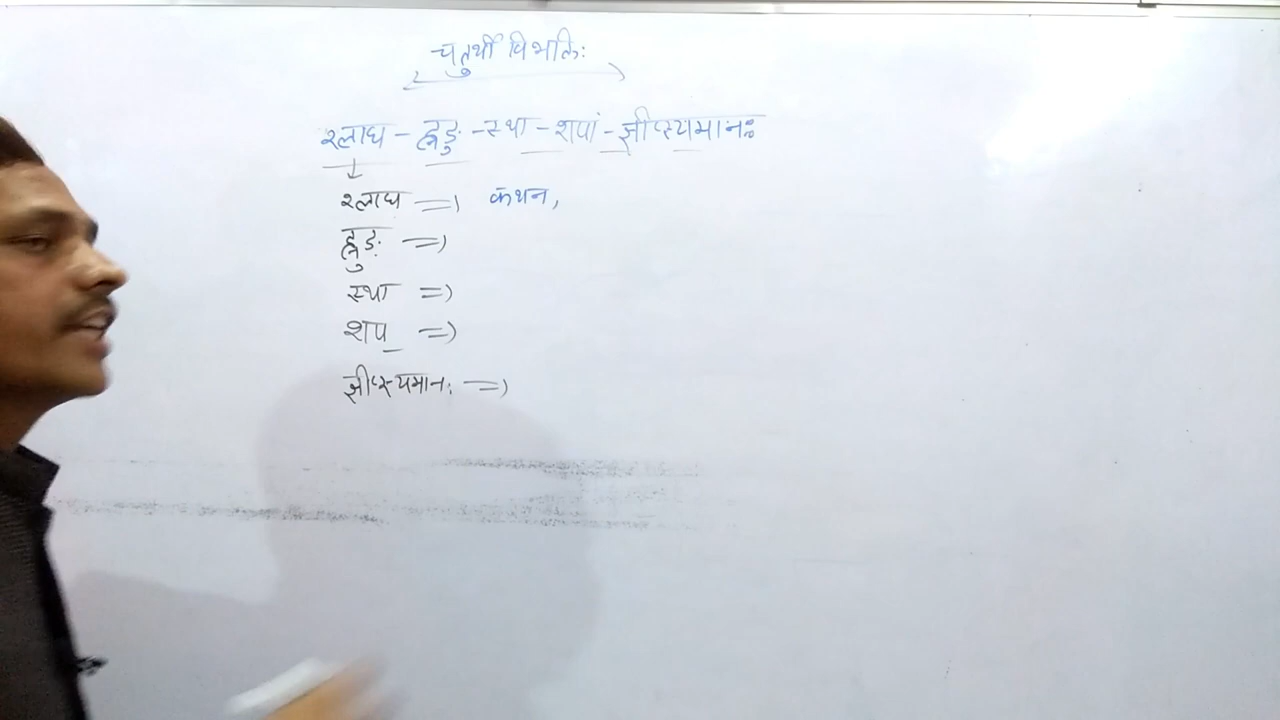 चतुर्थी विभक्तिः
श्लाघ - ह्नुङ् - स्था - शपां - ज्ञीप्स्यमानः
श्लाघ => कथन,
ह्नुङ् =>
स्था =>
शप =>
ज्ञीप्स्यमानः =>